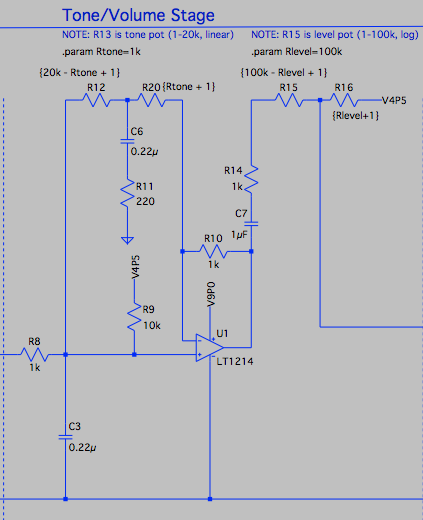 Tone/Volume Stage
NOTE: R13 is tone pot (1-20k, linear)
NOTE: R15 is level pot (1-100k, log)
.param Rtone=1k
.param Rlevel=100k
{20k - Rtone + 1}
{100k - Rlevel + 1}
R12
R20
{Rtone + 1}
R15
R16
V4P5
{Rlevel+1}
C6
0.22µ
R11
220
R14
1k
C7
1µF
R10
1k
V4P5
V9P0
R9
10k
U1
LT1214
R8
1k
C3
0.22µ